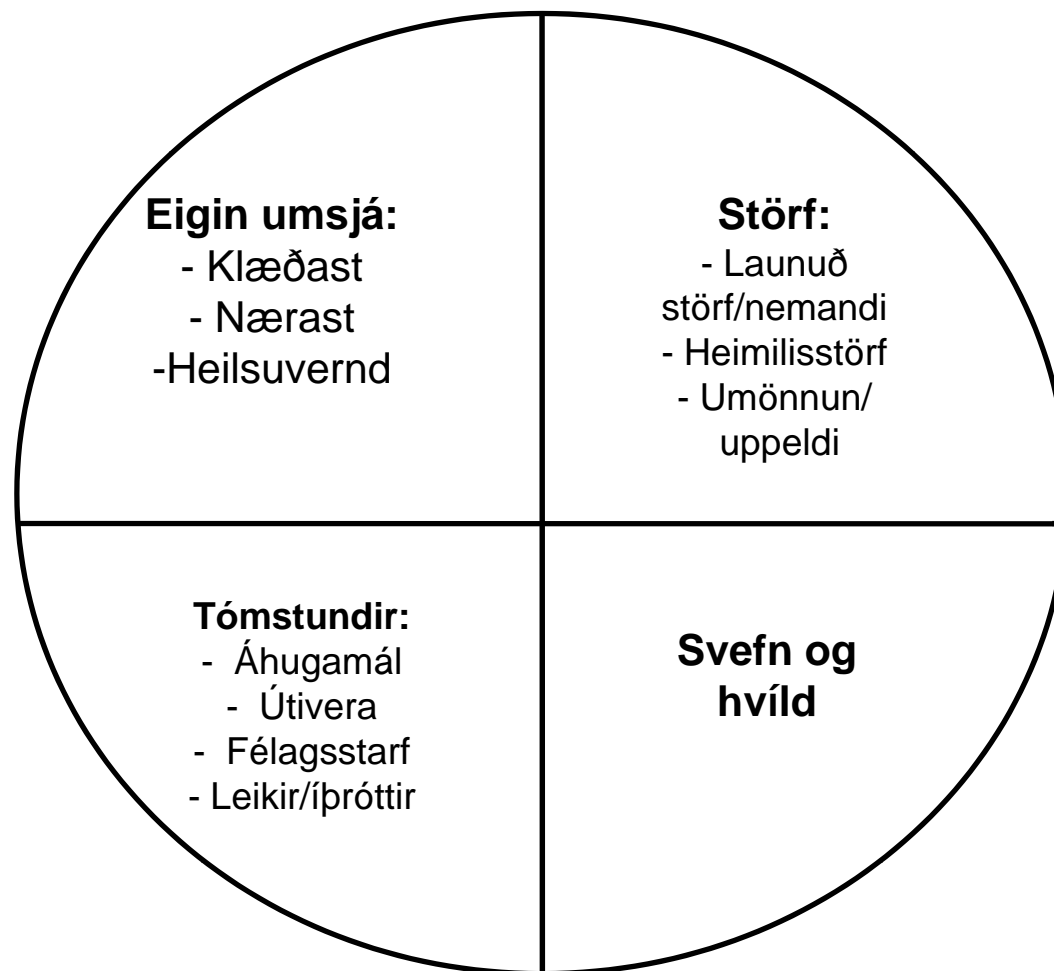 Eigin umsjá:
- Klæðast
- Nærast
-Heilsuvernd
Störf:
- Launuð
störf/nemandi
- Heimilisstörf
- Umönnun/
uppeldi
Tómstundir:
- Áhugamál
- Útivera
- Félagsstarf
- Leikir/íþróttir
Svefn og
hvíld